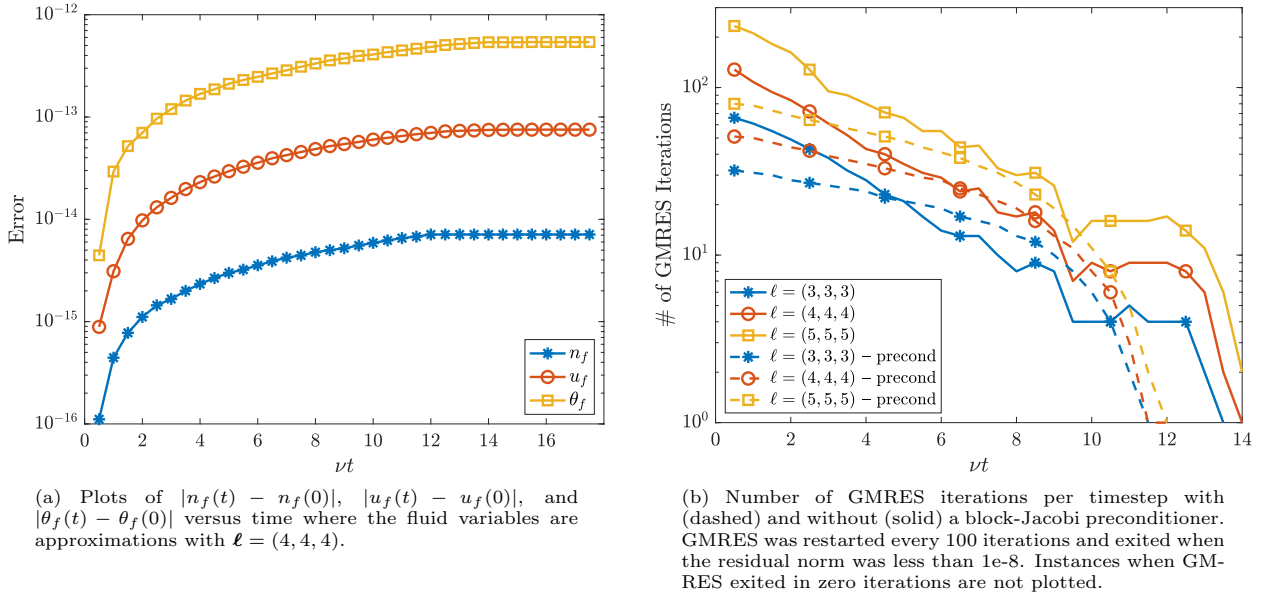 10^{-12}
10^{-13}
10^{-14}
10^{-15}
10^{-16}
Error
0 2 4 6 8 10 12 14 16
νt
n_f
u_f
θ_f
(a) Plots of |n_f(t) − n_f(0)|, |u_f(t) − u_f(0)|, and
|θ_f(t) − θ_f(0)| versus time where the fluid variables are
approximations with ℓ = (4, 4, 4).
10^2
10^1
10^0
# of GMRES Iterations
0 2 4 6 8 10 12 14
νt
ℓ = (3, 3, 3)
ℓ = (4, 4, 4)
ℓ = (5, 5, 5)
ℓ = (3, 3, 3) – precond
ℓ = (4, 4, 4) – precond
ℓ = (5, 5, 5) – precond
(b) Number of GMRES iterations per timestep with
(dashed) and without (solid) a block-Jacobi preconditioner.
GMRES was restarted every 100 iterations and exited when
the residual norm was less than 1e-8. Instances when GM-
RES exited in zero iterations are not plotted.